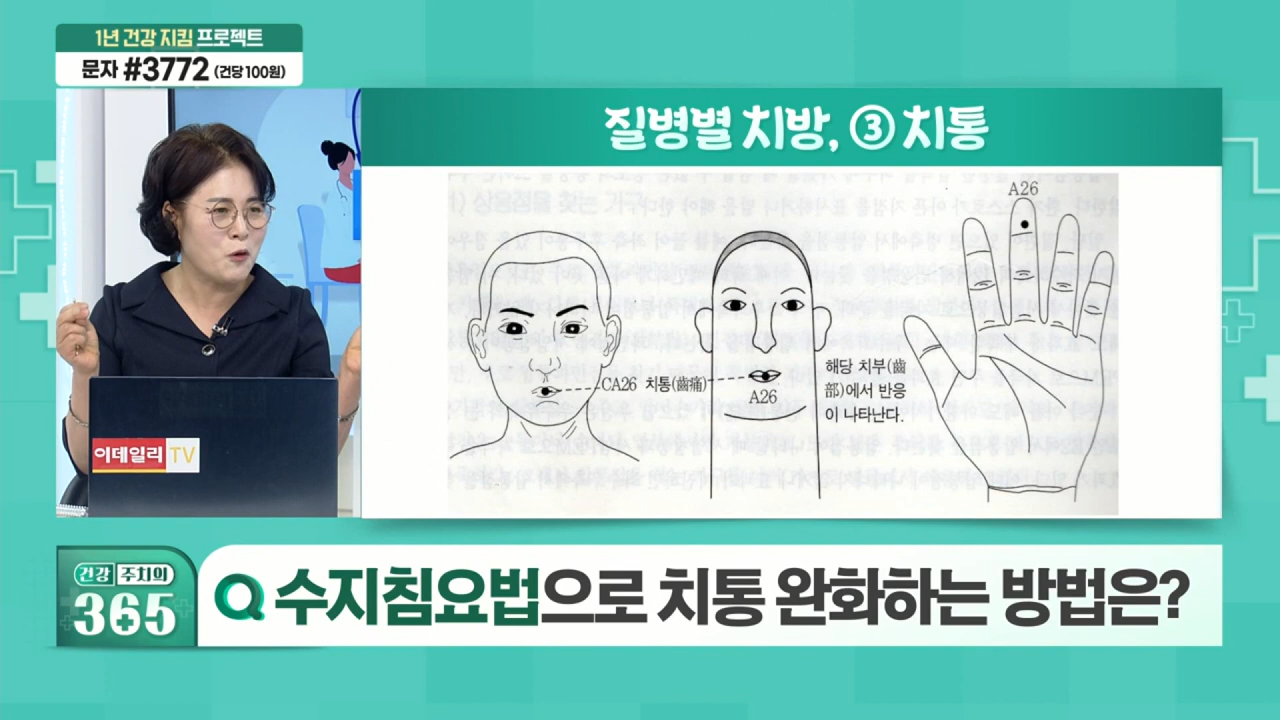 1년 건강 지킴 프로젝트
문자 #3772 (건당 100원)
질병별 치방, ③ 치통
A26
CA26 치통(齒痛)
A26
해당 치부(齒
部)에서 반응
이 나타난다.
이데일리 TV
건강 주치의
365
Q 수지침요법으로 치통 완화하는 방법은?